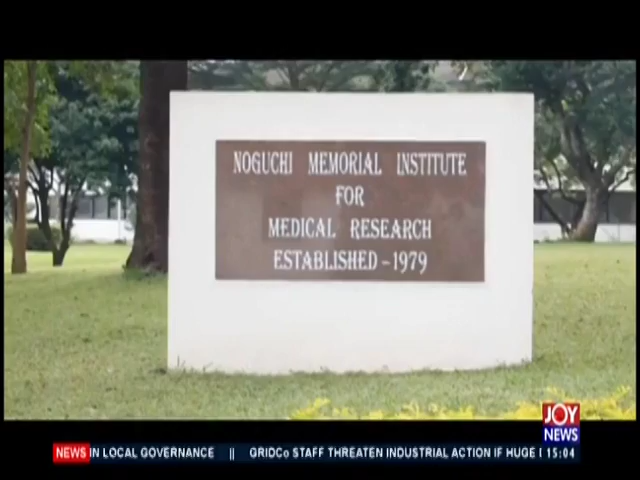 NOGUCHI MEMORIAL INSTITUTE
FOR
MEDICAL RESEARCH
ESTABLISHED - 1979
JOY
NEWS
NEWS IN LOCAL GOVERNANCE || GRIDCo STAFF THREATEN INDUSTRIAL ACTION IF HUGE 15:04